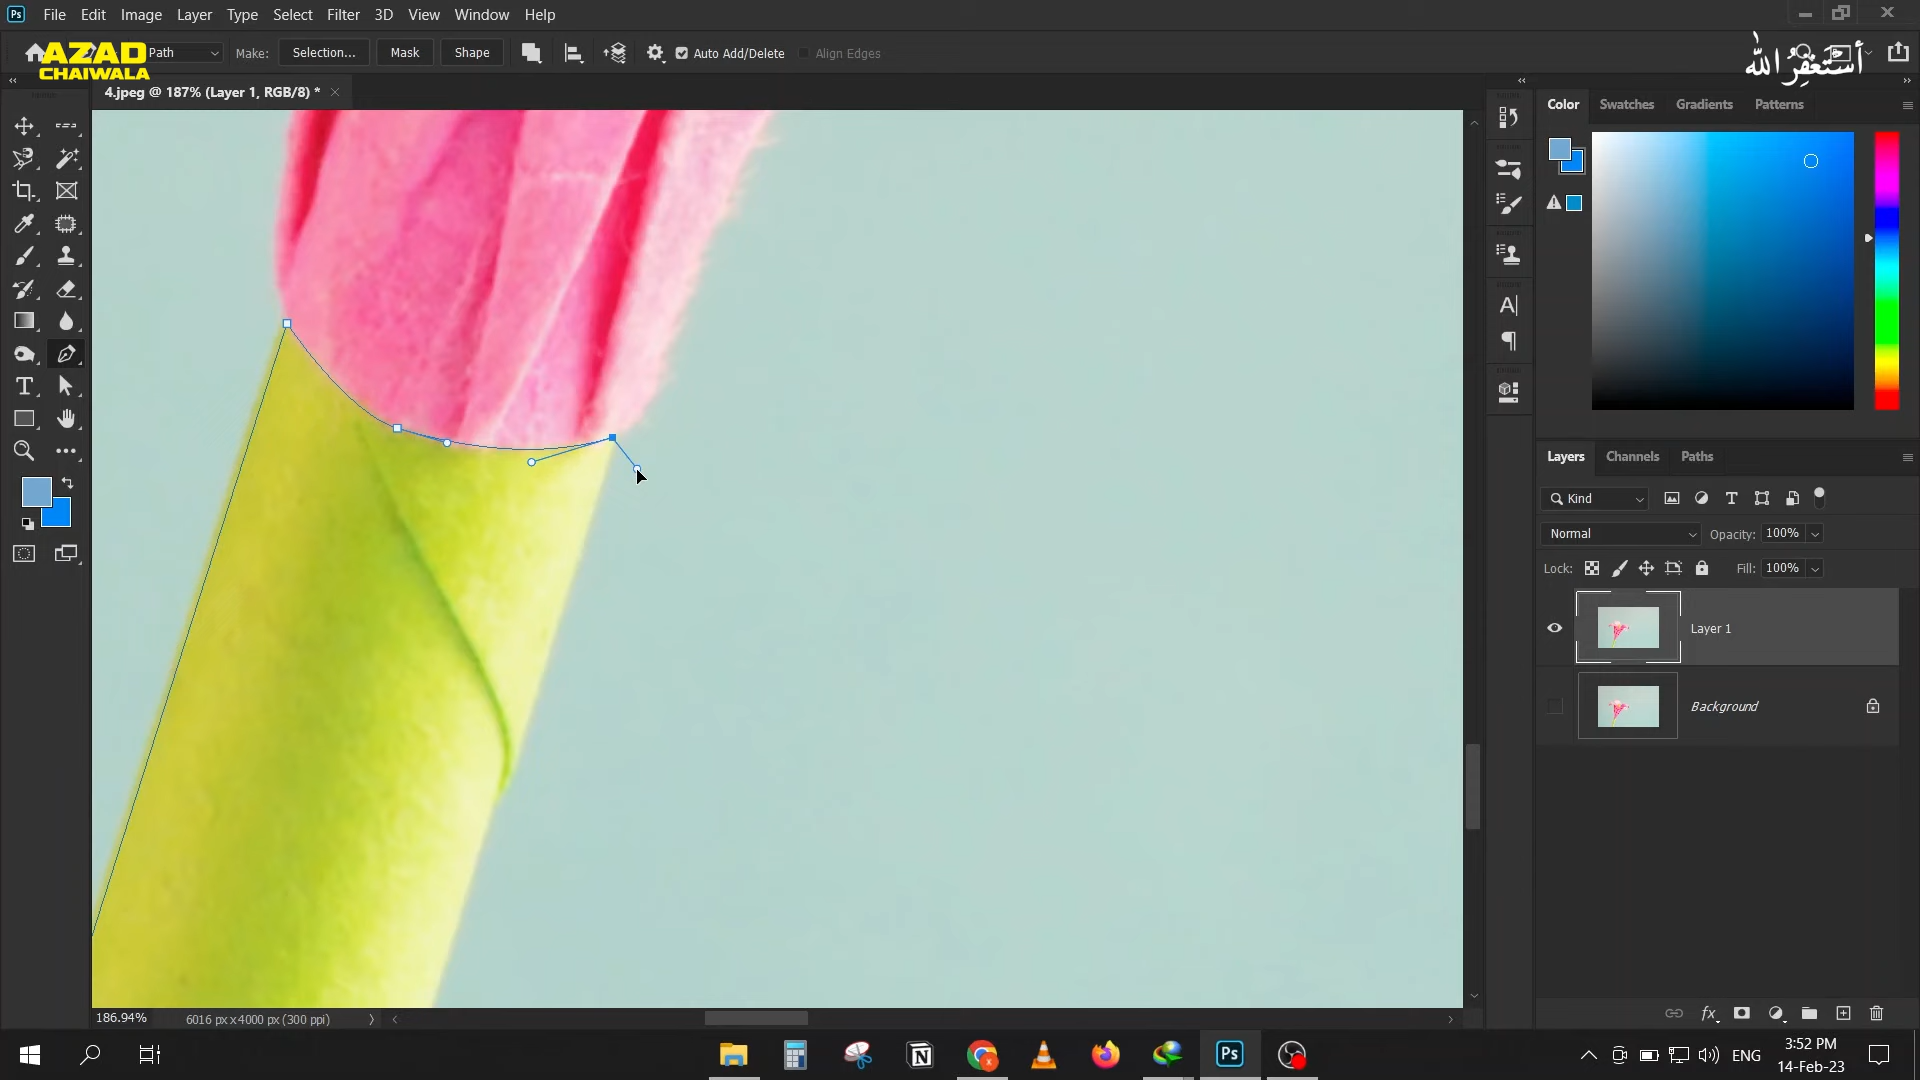 File Edit Image Layer Type Select Filter 3D View Window Help
AZAD
CHAIWALA
Path Make: Selection... Mask Shape Auto Add/Delete Align Edges
أستغفِرُ اللّٰه
4.jpeg @ 187% (Layer 1, RGB/8) *
Color Swatches Gradients Patterns
Layers Channels Paths
Kind
Normal Opacity: 100%
Lock: Fill: 100%
Layer 1
Background
186.94% 6016 px x 4000 px (300 ppi)
ENG 3:52 PM
14-Feb-23